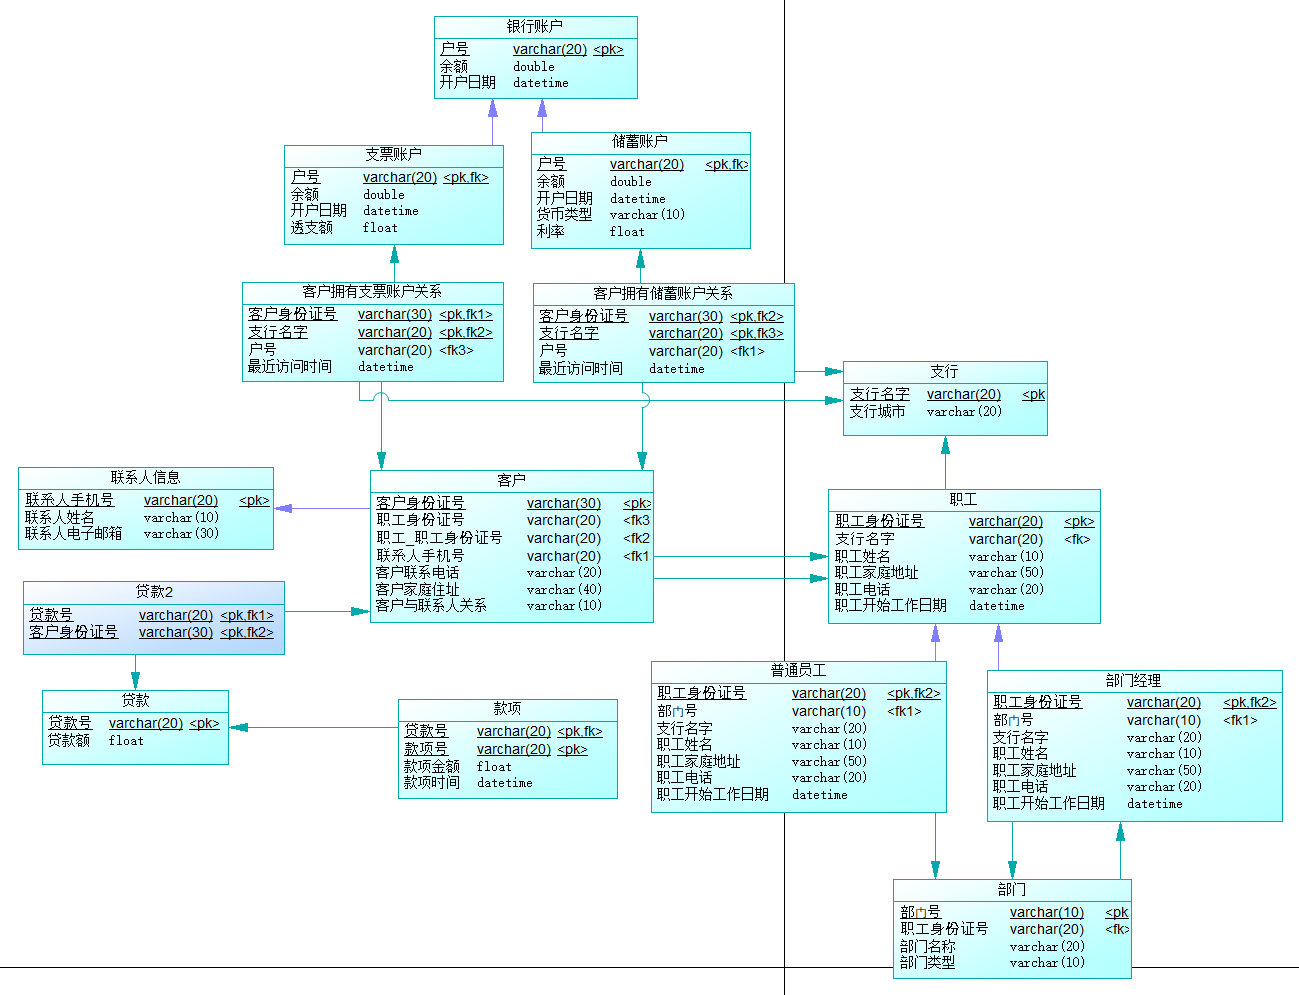 银行账户
户号 varchar(20) <pk>
余额 double
开户日期 datetime
支票账户
户号 varchar(20) <pk,fk>
余额 double
开户日期 datetime
透支额 float
储蓄账户
户号 varchar(20) <pk,fk>
余额 double
开户日期 datetime
货币类型 varchar(10)
利率 float
客户拥有支票账户关系
客户身份证号 varchar(30) <pk,fk1>
支行名字 varchar(20) <pk,fk2>
户号 varchar(20) <fk3>
最近访问时间 datetime
客户拥有储蓄账户关系
客户身份证号 varchar(30) <pk,fk2>
支行名字 varchar(20) <pk,fk3>
户号 varchar(20) <fk1>
最近访问时间 datetime
支行
支行名字 varchar(20) <pk
支行城市 varchar(20)
联系人信息
联系人手机号 varchar(20) <pk>
联系人姓名 varchar(10)
联系人电子邮箱 varchar(30)
客户
客户身份证号 varchar(30) <pk>
职工身份证号 varchar(20) <fk3
职工_职工身份证号 varchar(20) <fk2
联系人手机号 varchar(20) <fk1
客户联系电话 varchar(20)
客户家庭住址 varchar(40)
客户与联系人关系 varchar(10)
职工
职工身份证号 varchar(20) <pk>
支行名字 varchar(20) <fk>
职工姓名 varchar(10)
职工家庭地址 varchar(50)
职工电话 varchar(20)
职工开始工作日期 datetime
贷款2
贷款号 varchar(20) <pk,fk1>
客户身份证号 varchar(30) <pk,fk2>
贷款
贷款号 varchar(20) <pk>
贷款额 float
款项
贷款号 varchar(20) <pk,fk>
款项号 varchar(20) <pk>
款项金额 float
款项时间 datetime
普通员工
职工身份证号 varchar(20) <pk,fk2>
部门号 varchar(10) <fk1>
支行名字 varchar(20)
职工姓名 varchar(10)
职工家庭地址 varchar(50)
职工电话 varchar(20)
职工开始工作日期 datetime
部门经理
职工身份证号 varchar(20) <pk,fk2>
部门号 varchar(10) <fk1>
支行名字 varchar(20)
职工姓名 varchar(10)
职工家庭地址 varchar(50)
职工电话 varchar(20)
职工开始工作日期 datetime
部门
部门号 varchar(10) <pk
职工身份证号 varchar(20) <fk>
部门名称 varchar(20)
部门类型 varchar(10)